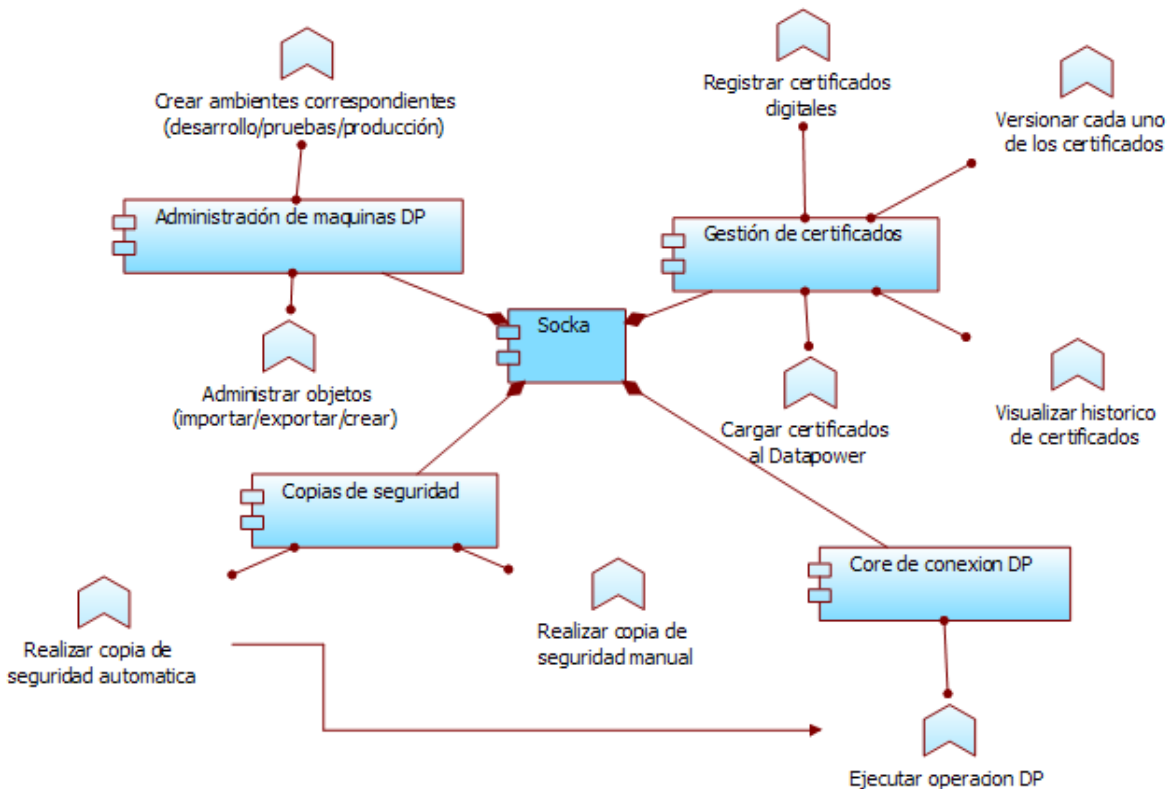 Crear ambientes correspondientes
(desarrollo/pruebas/producción)
Registrar certificados
digitales
Versionar cada uno
de los certificados
Administración de maquinas DP
Gestión de certificados
Socka
Administrar objetos
(importar/exportar/crear)
Cargar certificados
al Datapower
Visualizar historico
de certificados
Copias de seguridad
Core de conexion DP
Realizar copia de
seguridad automatica
Realizar copia de
seguridad manual
Ejecutar operacion DP